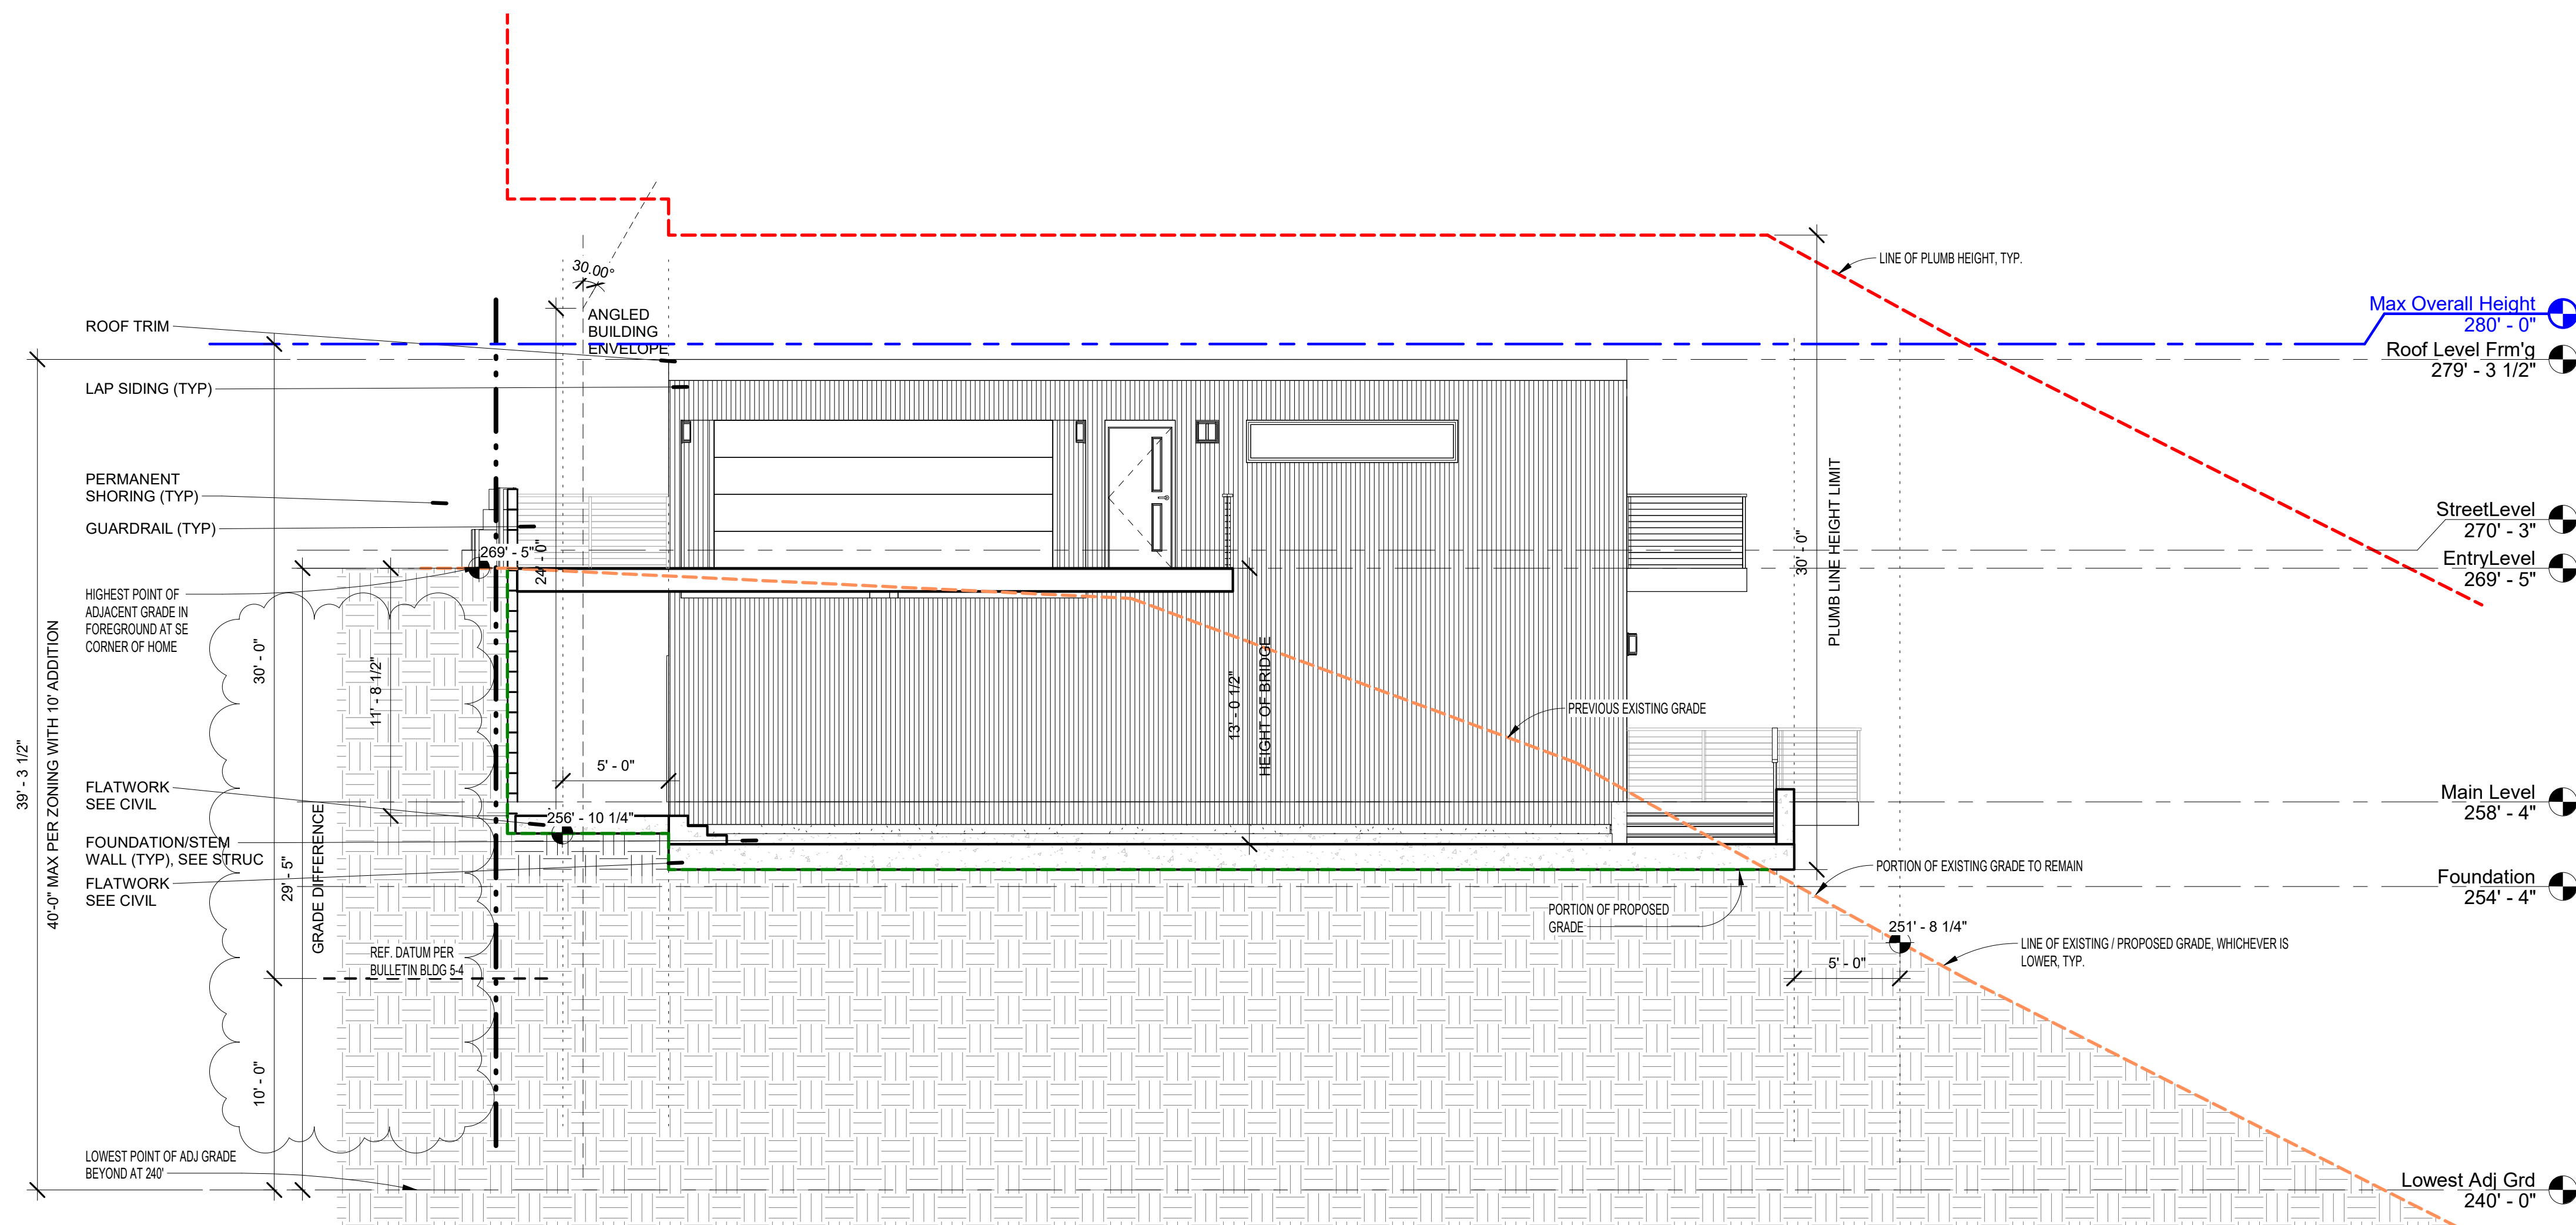 30.00°
LINE OF PLUMB HEIGHT, TYP.
ANGLED
BUILDING
ENVELOPE
ROOF TRIM
Max Overall Height
280' - 0"
Roof Level Frm'g
279' - 3 1/2"
LAP SIDING (TYP)
PERMANENT
SHORING (TYP)
GUARDRAIL (TYP)
StreetLevel
270' - 3"
EntryLevel
269' - 5"
269' - 5"
24' - 0"
30' - 0"
PLUMB LINE HEIGHT LIMIT
HIGHEST POINT OF
ADJACENT GRADE IN
FOREGROUND AT SE
CORNER OF HOME
39' - 3 1/2"
40'-0" MAX PER ZONING WITH 10' ADDITION
30' - 0"
11' - 8 1/2"
13' - 0 1/2"
HEIGHT OF BRIDGE
PREVIOUS EXISTING GRADE
5' - 0"
FLATWORK
SEE CIVIL
256' - 10 1/4"
Main Level
258' - 4"
FOUNDATION/STEM
WALL (TYP), SEE STRUC
FLATWORK
SEE CIVIL
29' - 5"
GRADE DIFFERENCE
PORTION OF EXISTING GRADE TO REMAIN
Foundation
254' - 4"
PORTION OF PROPOSED
GRADE
251' - 8 1/4"
LINE OF EXISTING / PROPOSED GRADE, WHICHEVER IS
LOWER, TYP.
5' - 0"
REF. DATUM PER
BULLETIN BLDG 5-4
10' - 0"
LOWEST POINT OF ADJ GRADE
BEYOND AT 240'
Lowest Adj Grd
240' - 0"